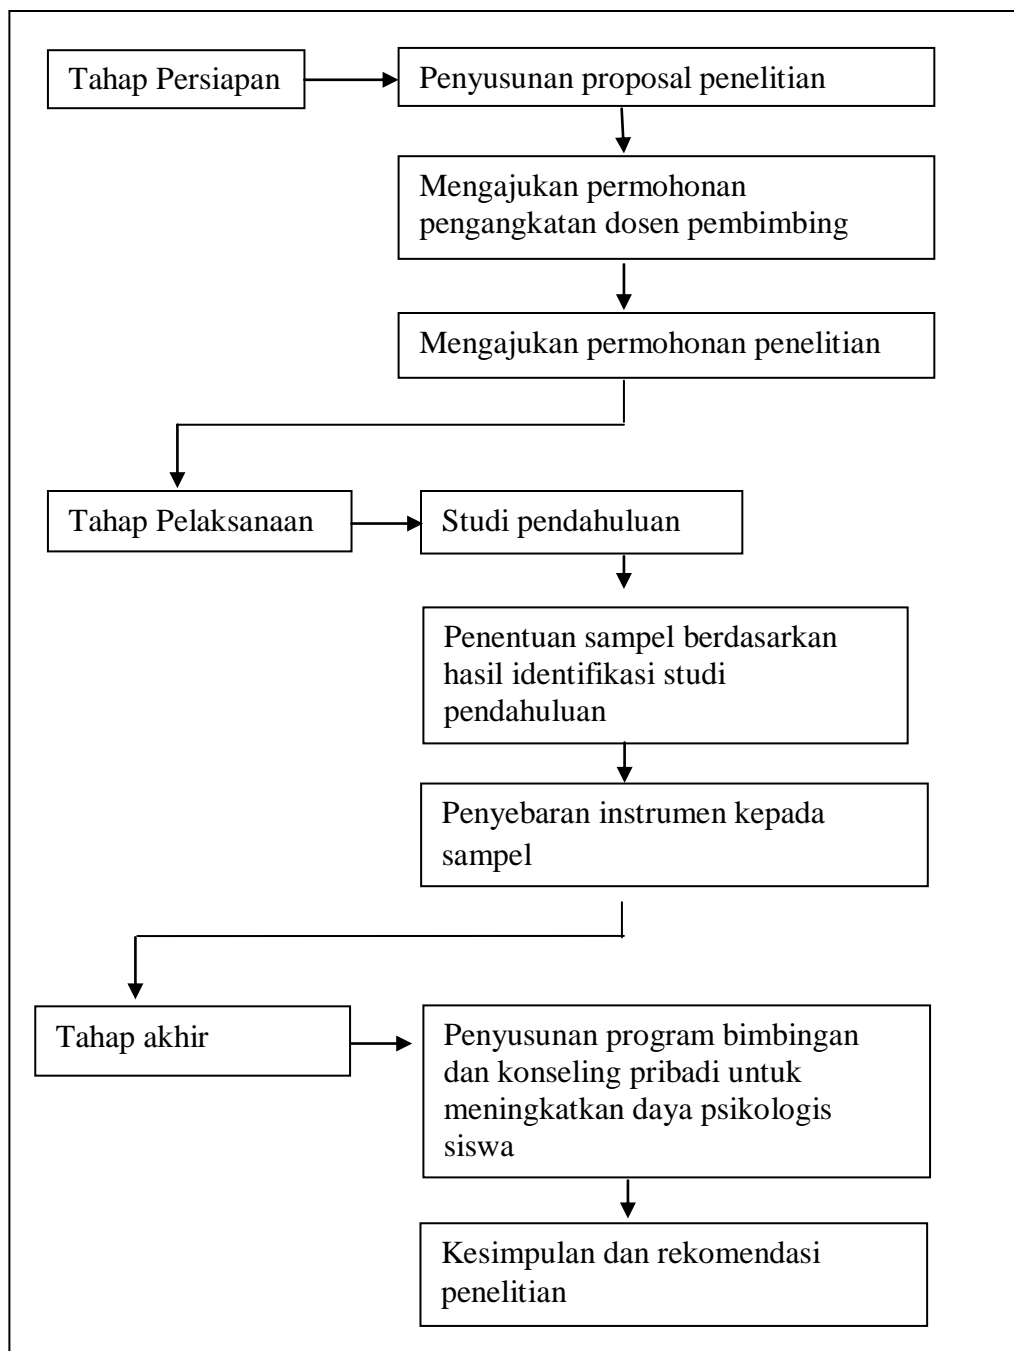 Tahap Persiapan
Penyusunan proposal penelitian
Mengajukan permohonan
pengangkatan dosen pembimbing
Mengajukan permohonan penelitian
Tahap Pelaksanaan
Studi pendahuluan
Penentuan sampel berdasarkan
hasil identifikasi studi
pendahuluan
Penyebaran instrumen kepada
sampel
Tahap akhir
Penyusunan program bimbingan
dan konseling pribadi untuk
meningkatkan daya psikologis
siswa
Kesimpulan dan rekomendasi
penelitian